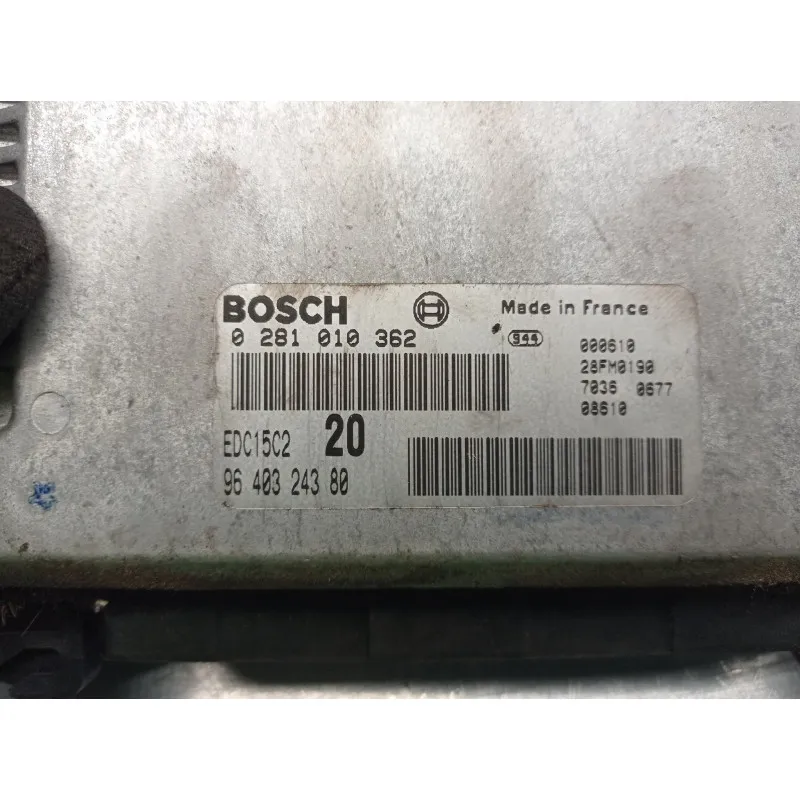 BOSCH Made in France
0 281 010 362 944 000610
28FM0190
7036 0677
08610
EDC15C2 20
96 403 243 80